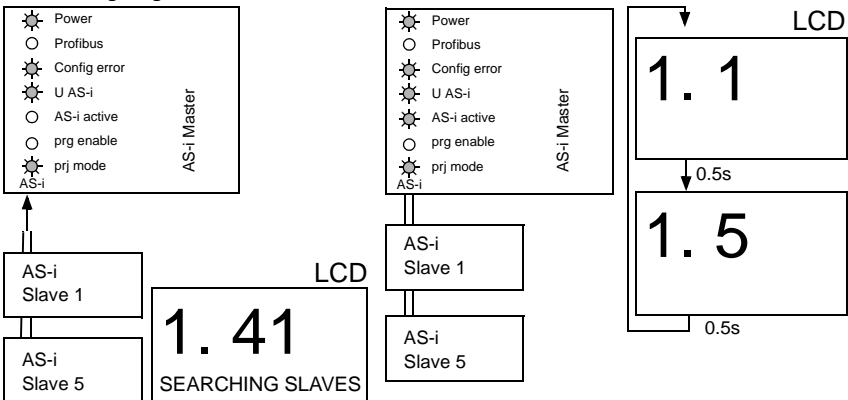 Power
Profibus
Config error
U AS-i
AS-i active
prg enable
prj mode
AS-i
AS-i Master
AS-i
Slave 1
AS-i
Slave 5
LCD
1. 41
SEARCHING SLAVES
Power
Profibus
Config error
U AS-i
AS-i active
prg enable
prj mode
AS-i
AS-i Master
AS-i
Slave 1
AS-i
Slave 5
LCD
1. 1
0.5s
1. 5
0.5s